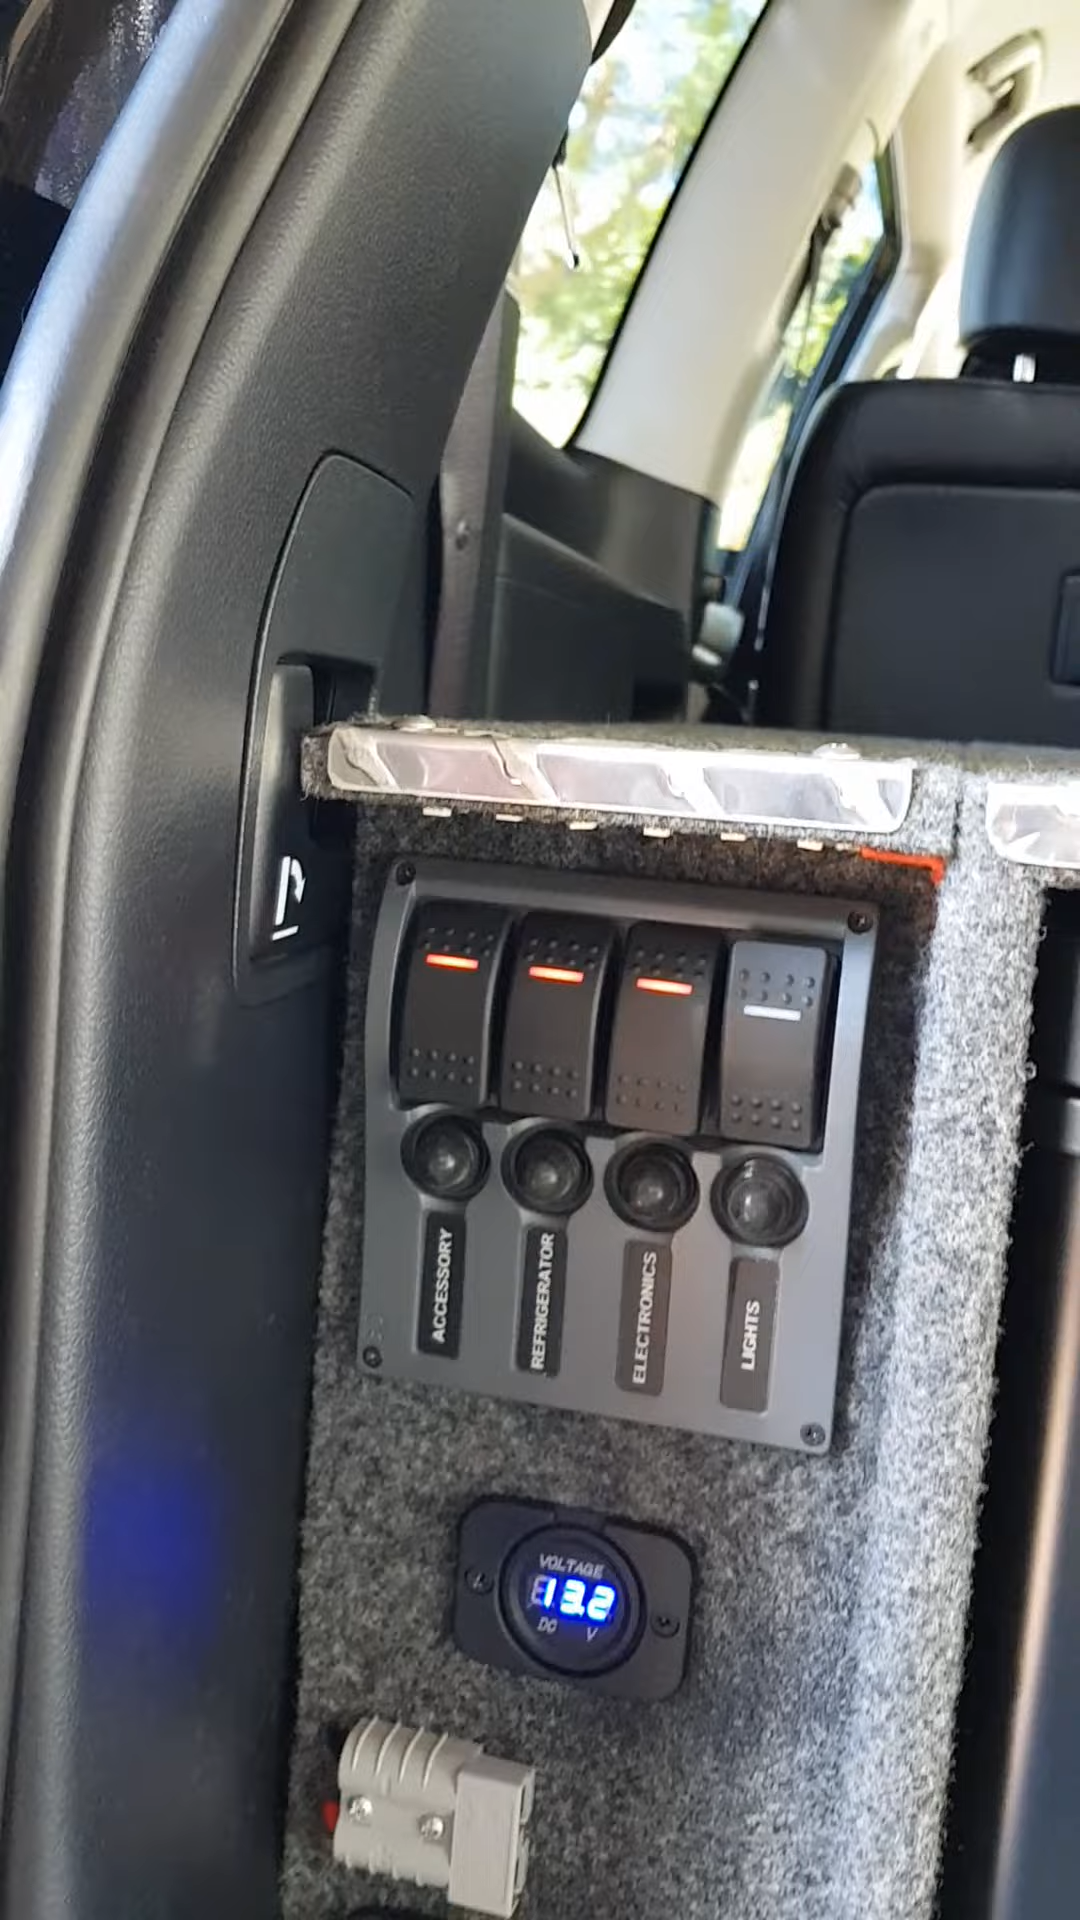 ACCESSORY
REFRIGERATOR
ELECTRONICS
LIGHTS
VOLTAGE
13.2
DC V